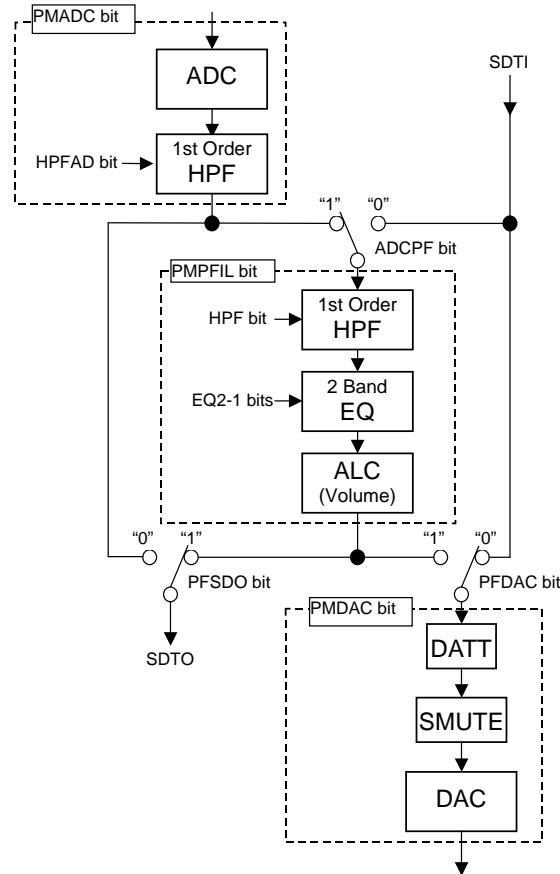 PMADC bit
ADC
SDTI
HPFAD bit
1st Order
HPF
“1”
“0”
ADCPF bit
PMPFIL bit
HPF bit
1st Order
HPF
EQ2-1 bits
2 Band
EQ
ALC
(Volume)
“0”
“1”
“1”
“0”
PFSDO bit
PFDAC bit
PMDAC bit
SDTO
DATT
SMUTE
DAC